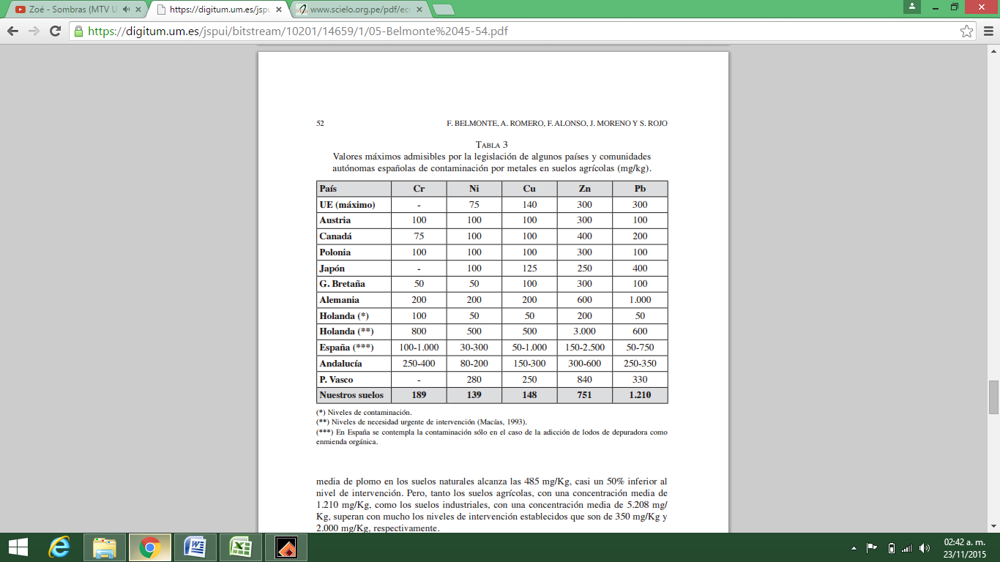 Zoé - Sombras (MTV U
https://digitum.um.es/jspu
www.scielo.org.pe/pdf/ec
https://digitum.um.es/jspui/bitstream/10201/14659/1/05-Belmonte%2045-54.pdf
52 F. BELMONTE, A. ROMERO, F. ALONSO, J. MORENO Y S. ROJO
TABLA 3
Valores máximos admisibles por la legislación de algunos países y comunidades
autónomas españolas de contaminación por metales en suelos agrícolas (mg/kg).
País Cr Ni Cu Zn Pb
UE (máximo) - 75 140 300 300
Austria 100 100 100 300 100
Canadá 75 100 100 400 200
Polonia 100 100 100 300 100
Japón - 100 125 250 400
G. Bretaña 50 50 100 300 100
Alemania 200 200 200 600 1.000
Holanda (*) 100 50 50 200 50
Holanda (**) 800 500 500 3.000 600
España (***) 100-1.000 30-300 50-1.000 150-2.500 50-750
Andalucía 250-400 80-200 150-300 300-600 250-350
P. Vasco - 280 250 840 330
Nuestros suelos 189 139 148 751 1.210
(*) Niveles de contaminación.
(**) Niveles de necesidad urgente de intervención (Macías, 1993).
(***) En España se contempla la contaminación sólo en el caso de la adicción de lodos de depuradora como
enmienda orgánica.
media de plomo en los suelos naturales alcanza las 485 mg/Kg, casi un 50% inferior al
nivel de intervención. Pero, tanto los suelos agrícolas, con una concentración media de
1.210 mg/Kg, como los suelos industriales, con una concentración media de 5.208 mg/
Kg, superan con mucho los niveles de intervención establecidos que son de 350 mg/Kg y
2.000 mg/Kg, respectivamente.
02:42 a. m.
23/11/2015